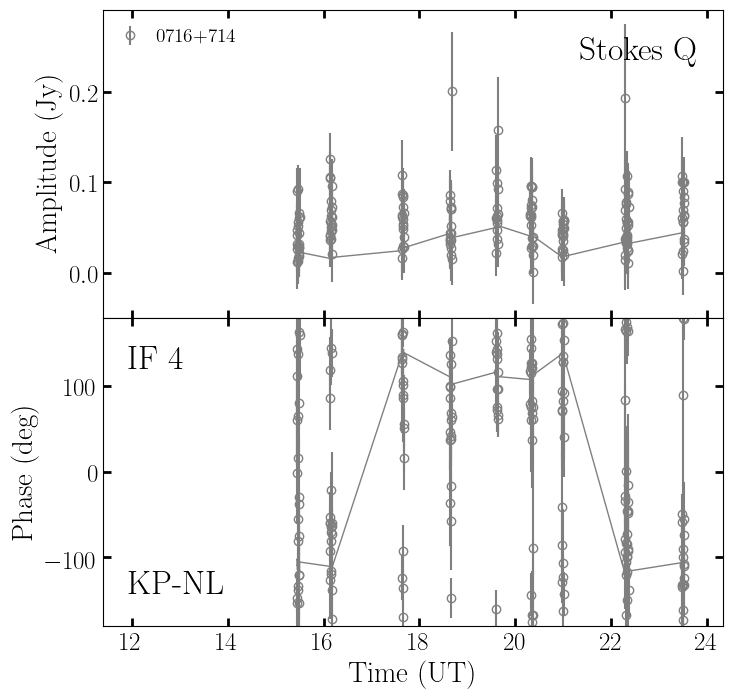 0716+714
Stokes Q
Amplitude (Jy)
0.2
0.1
0.0
IF 4
Phase (deg)
100
0
−100
KP-NL
12 14 16 18 20 22 24
Time (UT)